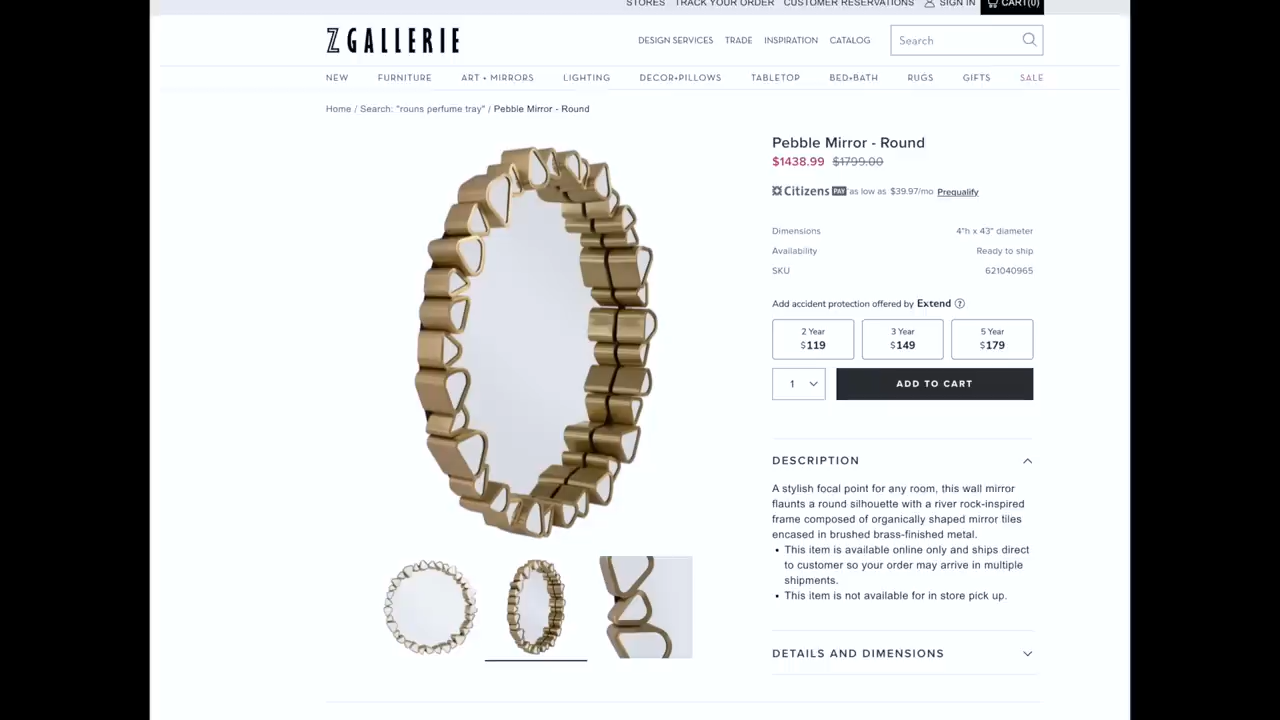 STORES TRACK YOUR ORDER CUSTOMER RESERVATIONS SIGN IN CART(0)
Z GALLERIE
DESIGN SERVICES TRADE INSPIRATION CATALOG Search
NEW FURNITURE ART + MIRRORS LIGHTING DECOR+PILLOWS TABLETOP BED+BATH RUGS GIFTS SALE
Home / Search: "rouns perfume tray" / Pebble Mirror - Round
Pebble Mirror - Round
$1438.99 $1799.00
Citizens PAY as low as $39.97/mo Prequalify
Dimensions 4"h x 43" diameter
Availability Ready to ship
SKU 621040965
Add accident protection offered by Extend ?
2 Year 3 Year 5 Year
$119 $149 $179
1 ADD TO CART
DESCRIPTION
A stylish focal point for any room, this wall mirror
flaunts a round silhouette with a river rock-inspired
frame composed of organically shaped mirror tiles
encased in brushed brass-finished metal.
• This item is available online only and ships direct
to customer so your order may arrive in multiple
shipments.
• This item is not available for in store pick up.
DETAILS AND DIMENSIONS